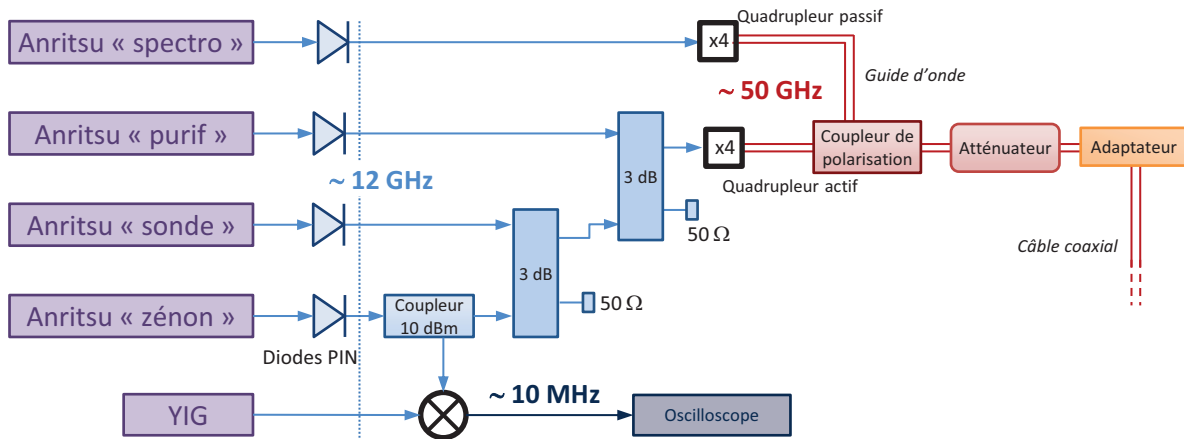 Anritsu « spectro »
x4
Quadrupleur passif
Guide d’onde
~ 50 GHz
Anritsu « purif »
3 dB
x4
Quadrupleur actif
Coupleur de
polarisation
Atténuateur
Adaptateur
~ 12 GHz
Anritsu « sonde »
3 dB
50 Ω
Câble coaxial
Anritsu « zénon »
Diodes PIN
Coupleur
10 dBm
50 Ω
~ 10 MHz
YIG
Oscilloscope